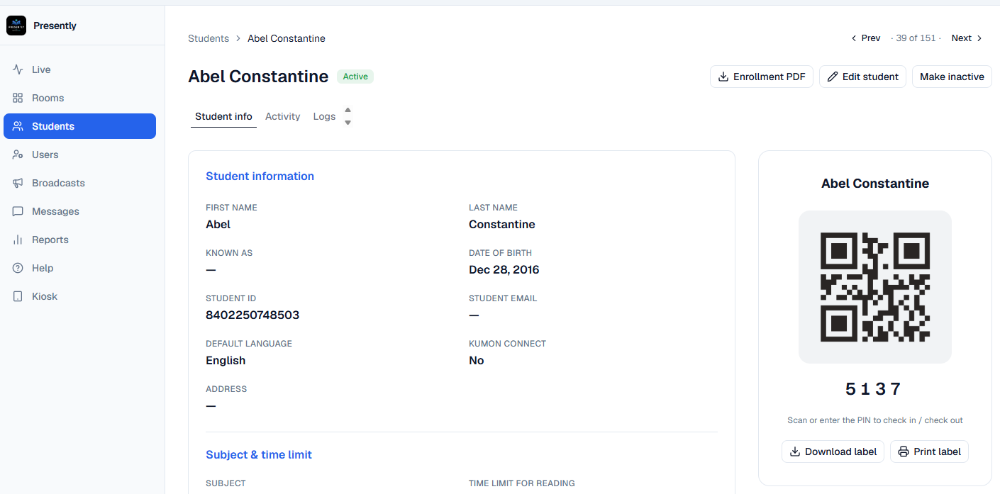 Presently
Students > Abel Constantine
< Prev · 39 of 151 · Next >
Abel Constantine Active
Enrollment PDF Edit student Make inactive
Live
Rooms
Students
Users
Broadcasts
Messages
Reports
Help
Kiosk
Student info Activity Logs
Student information
FIRST NAME LAST NAME
Abel Constantine
KNOWN AS DATE OF BIRTH
— Dec 28, 2016
STUDENT ID STUDENT EMAIL
8402250748503 —
DEFAULT LANGUAGE KUMON CONNECT
English No
ADDRESS
—
Subject & time limit
SUBJECT TIME LIMIT FOR READING
Abel Constantine
5 1 3 7
Scan or enter the PIN to check in / check out
Download label Print label